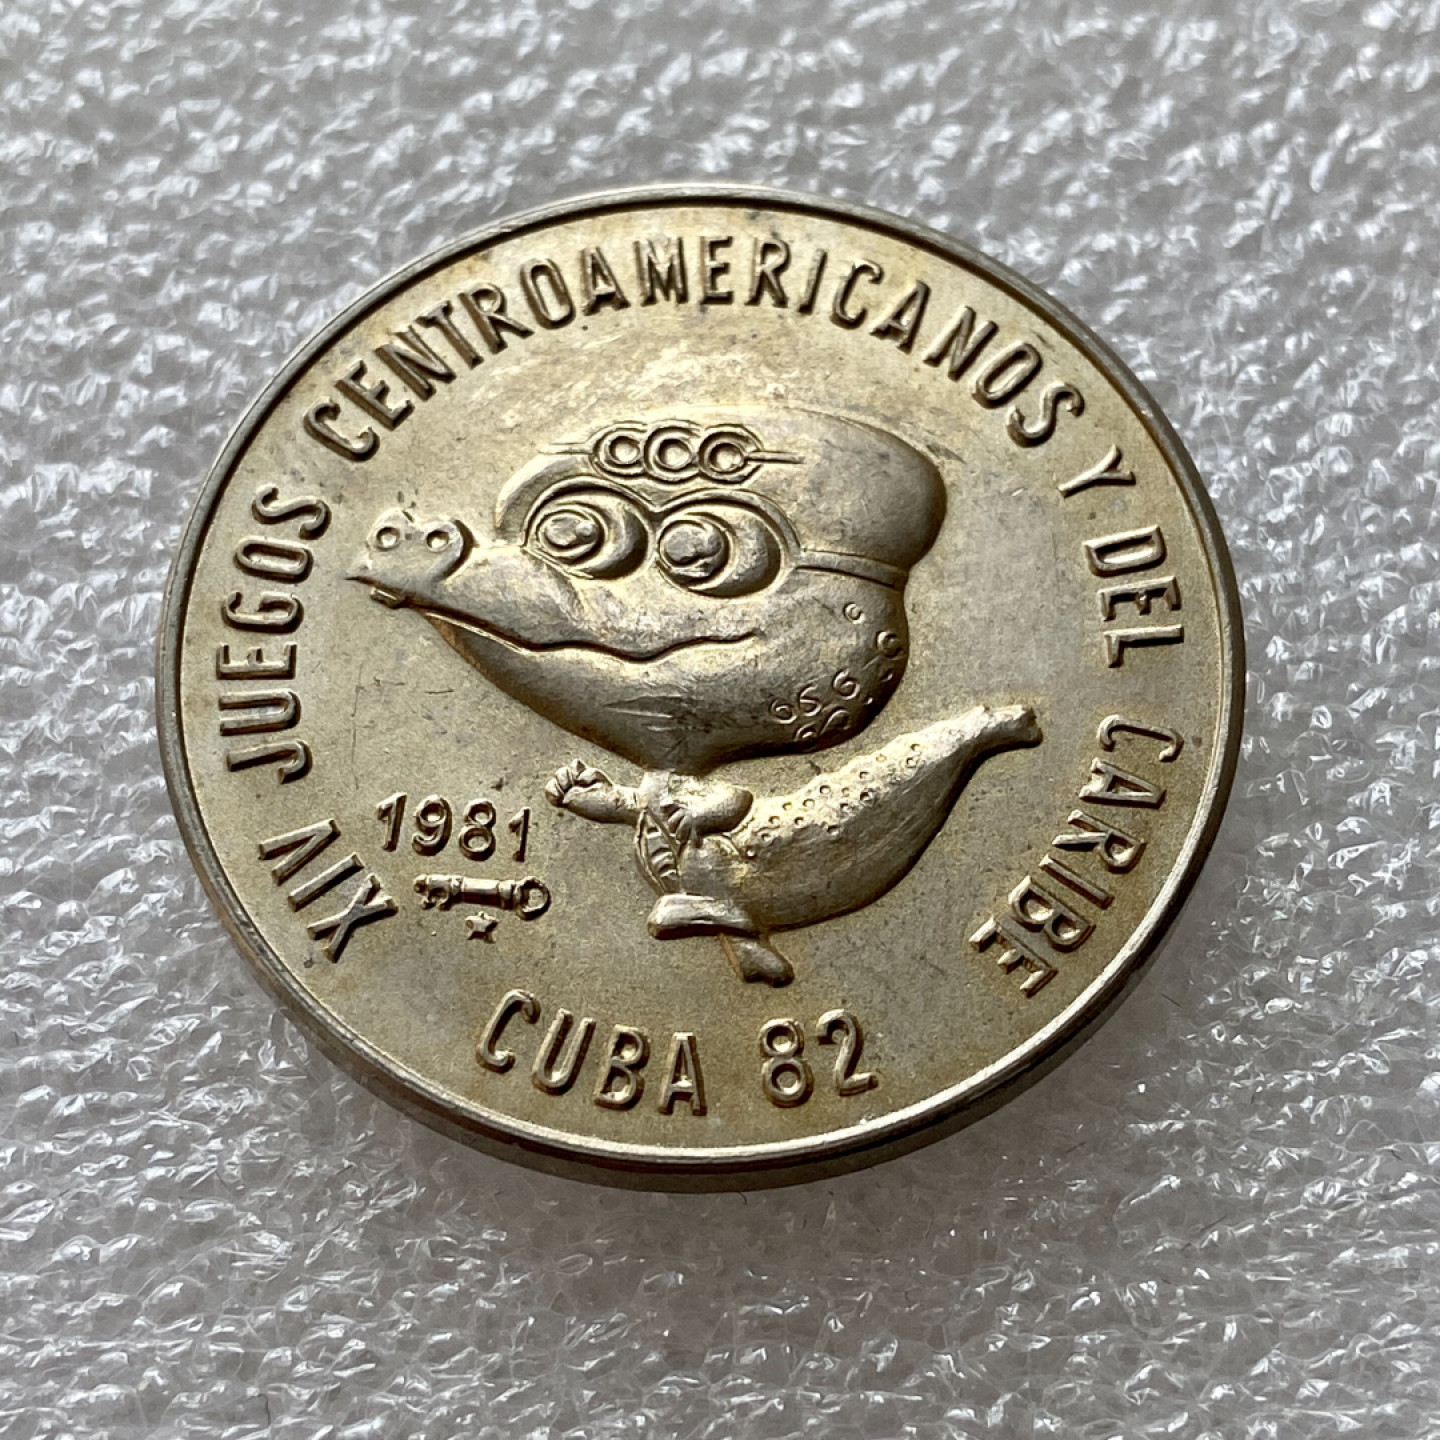 XIV JUEGOS CENTROAMERICANOS Y DEL CARIBE
1981
CUBA 82